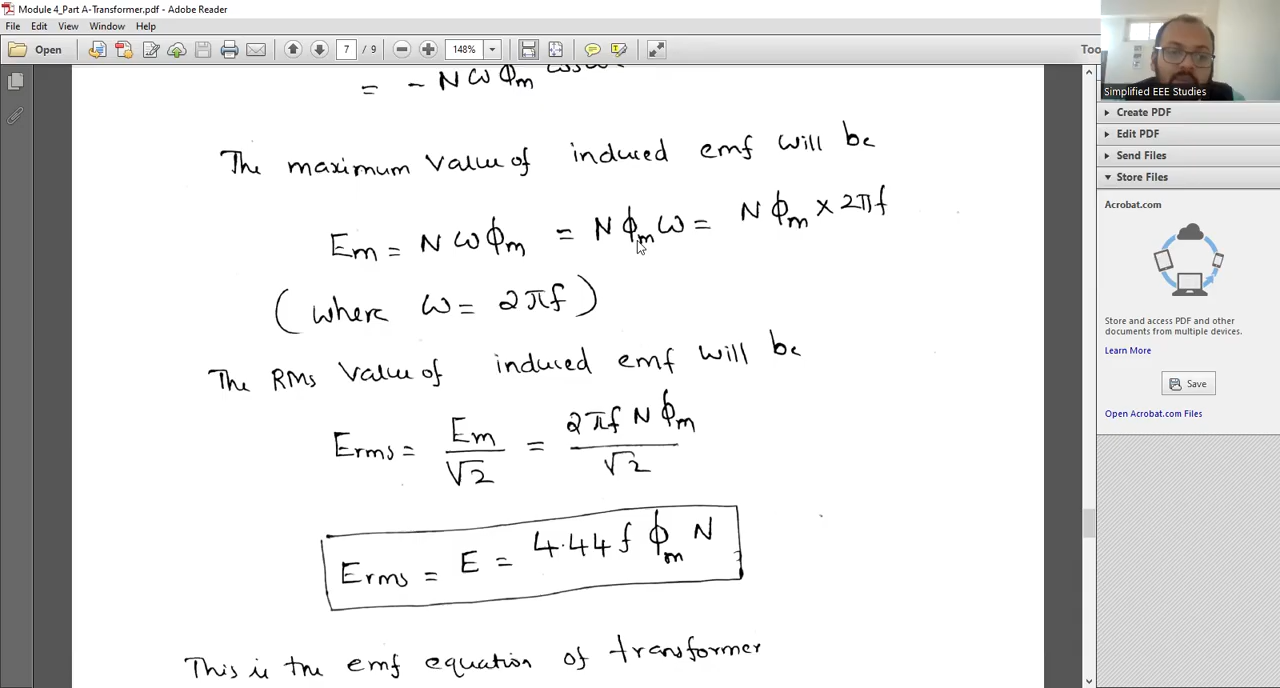 Module 4_Part A-Transformer.pdf - Adobe Reader
File Edit View Window Help
Open 7 / 9 148% Too
Simplified EEE Studies
= - N ω ϕm
The maximum value of induced emf will be
Em = N ω ϕm = N ϕm ω = N ϕm × 2πf
(where ω = 2πf)
The RMS value of induced emf will be
Erms = Em/√2 = 2πf N ϕm/√2
Erms = E = 4.44 f ϕm N
This is the emf equation of transformer
Create PDF
Edit PDF
Send Files
Store Files
Acrobat.com
Store and access PDF and other
documents from multiple devices.
Learn More
Save
Open Acrobat.com Files